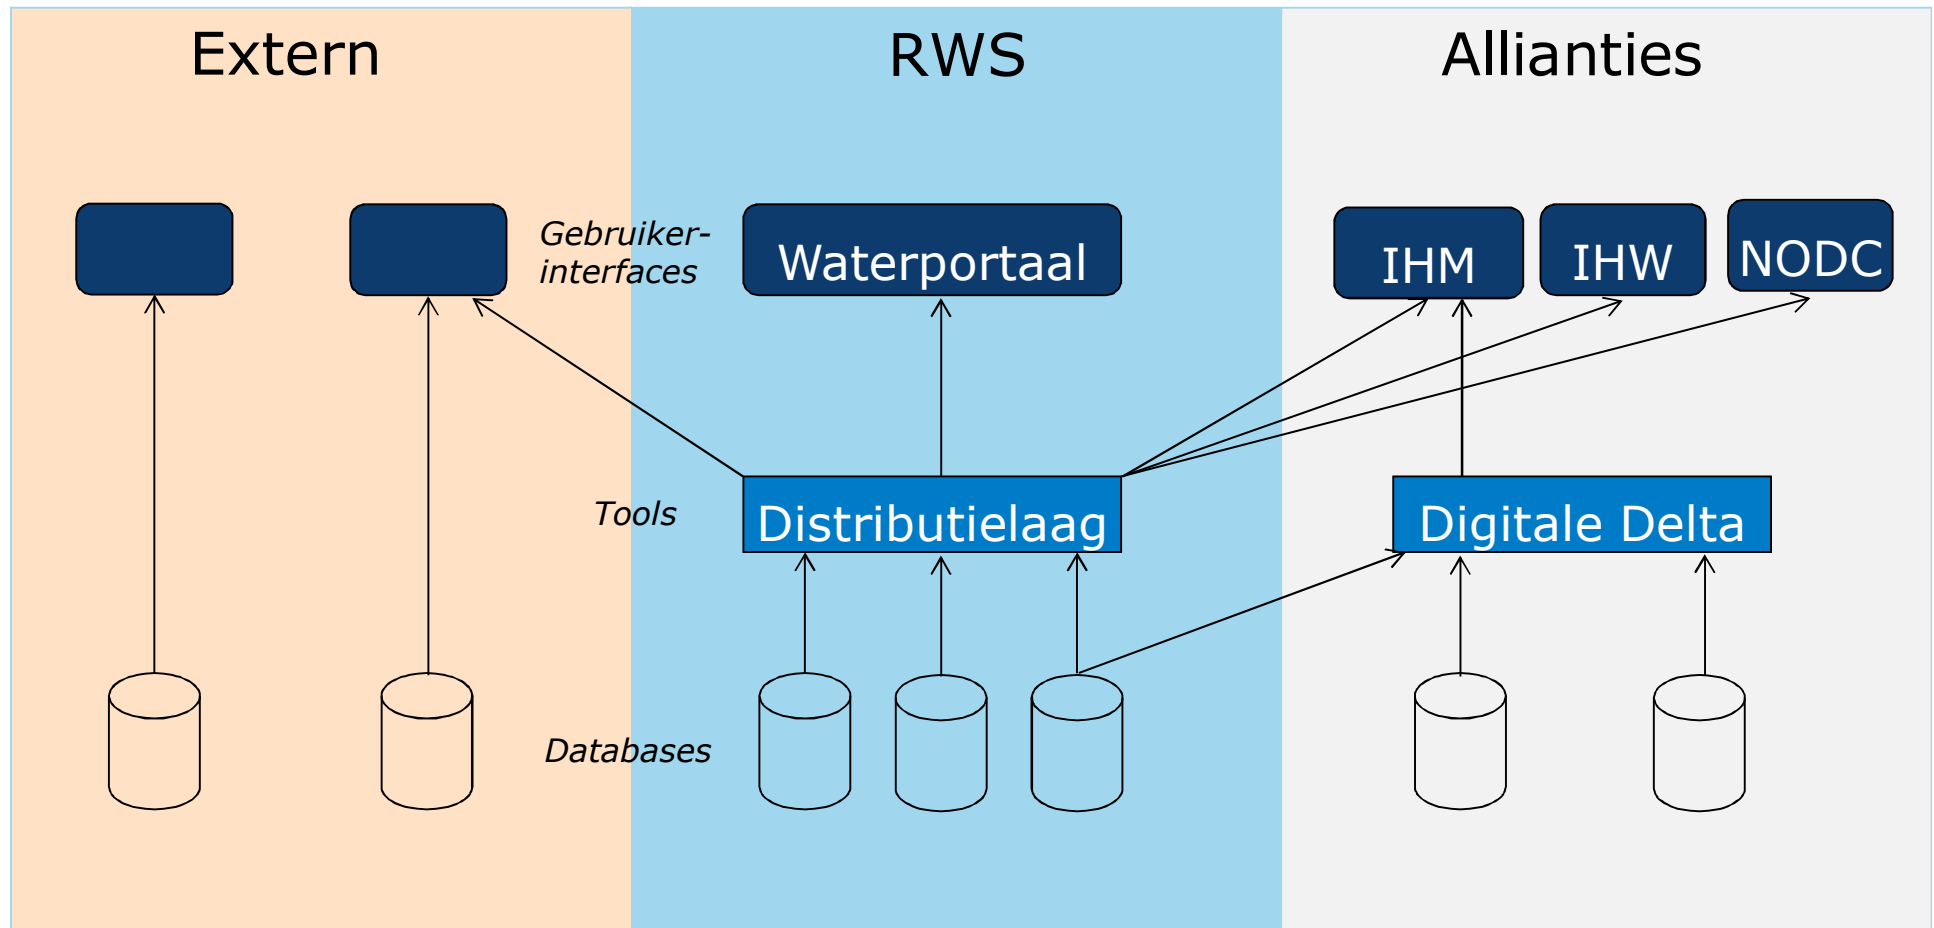 Extern
RWS
Allianties
Gebruiker-
interfaces
Waterportaal
IHM
IHW
NODC
Tools
Distributielaag
Digitale Delta
Databases